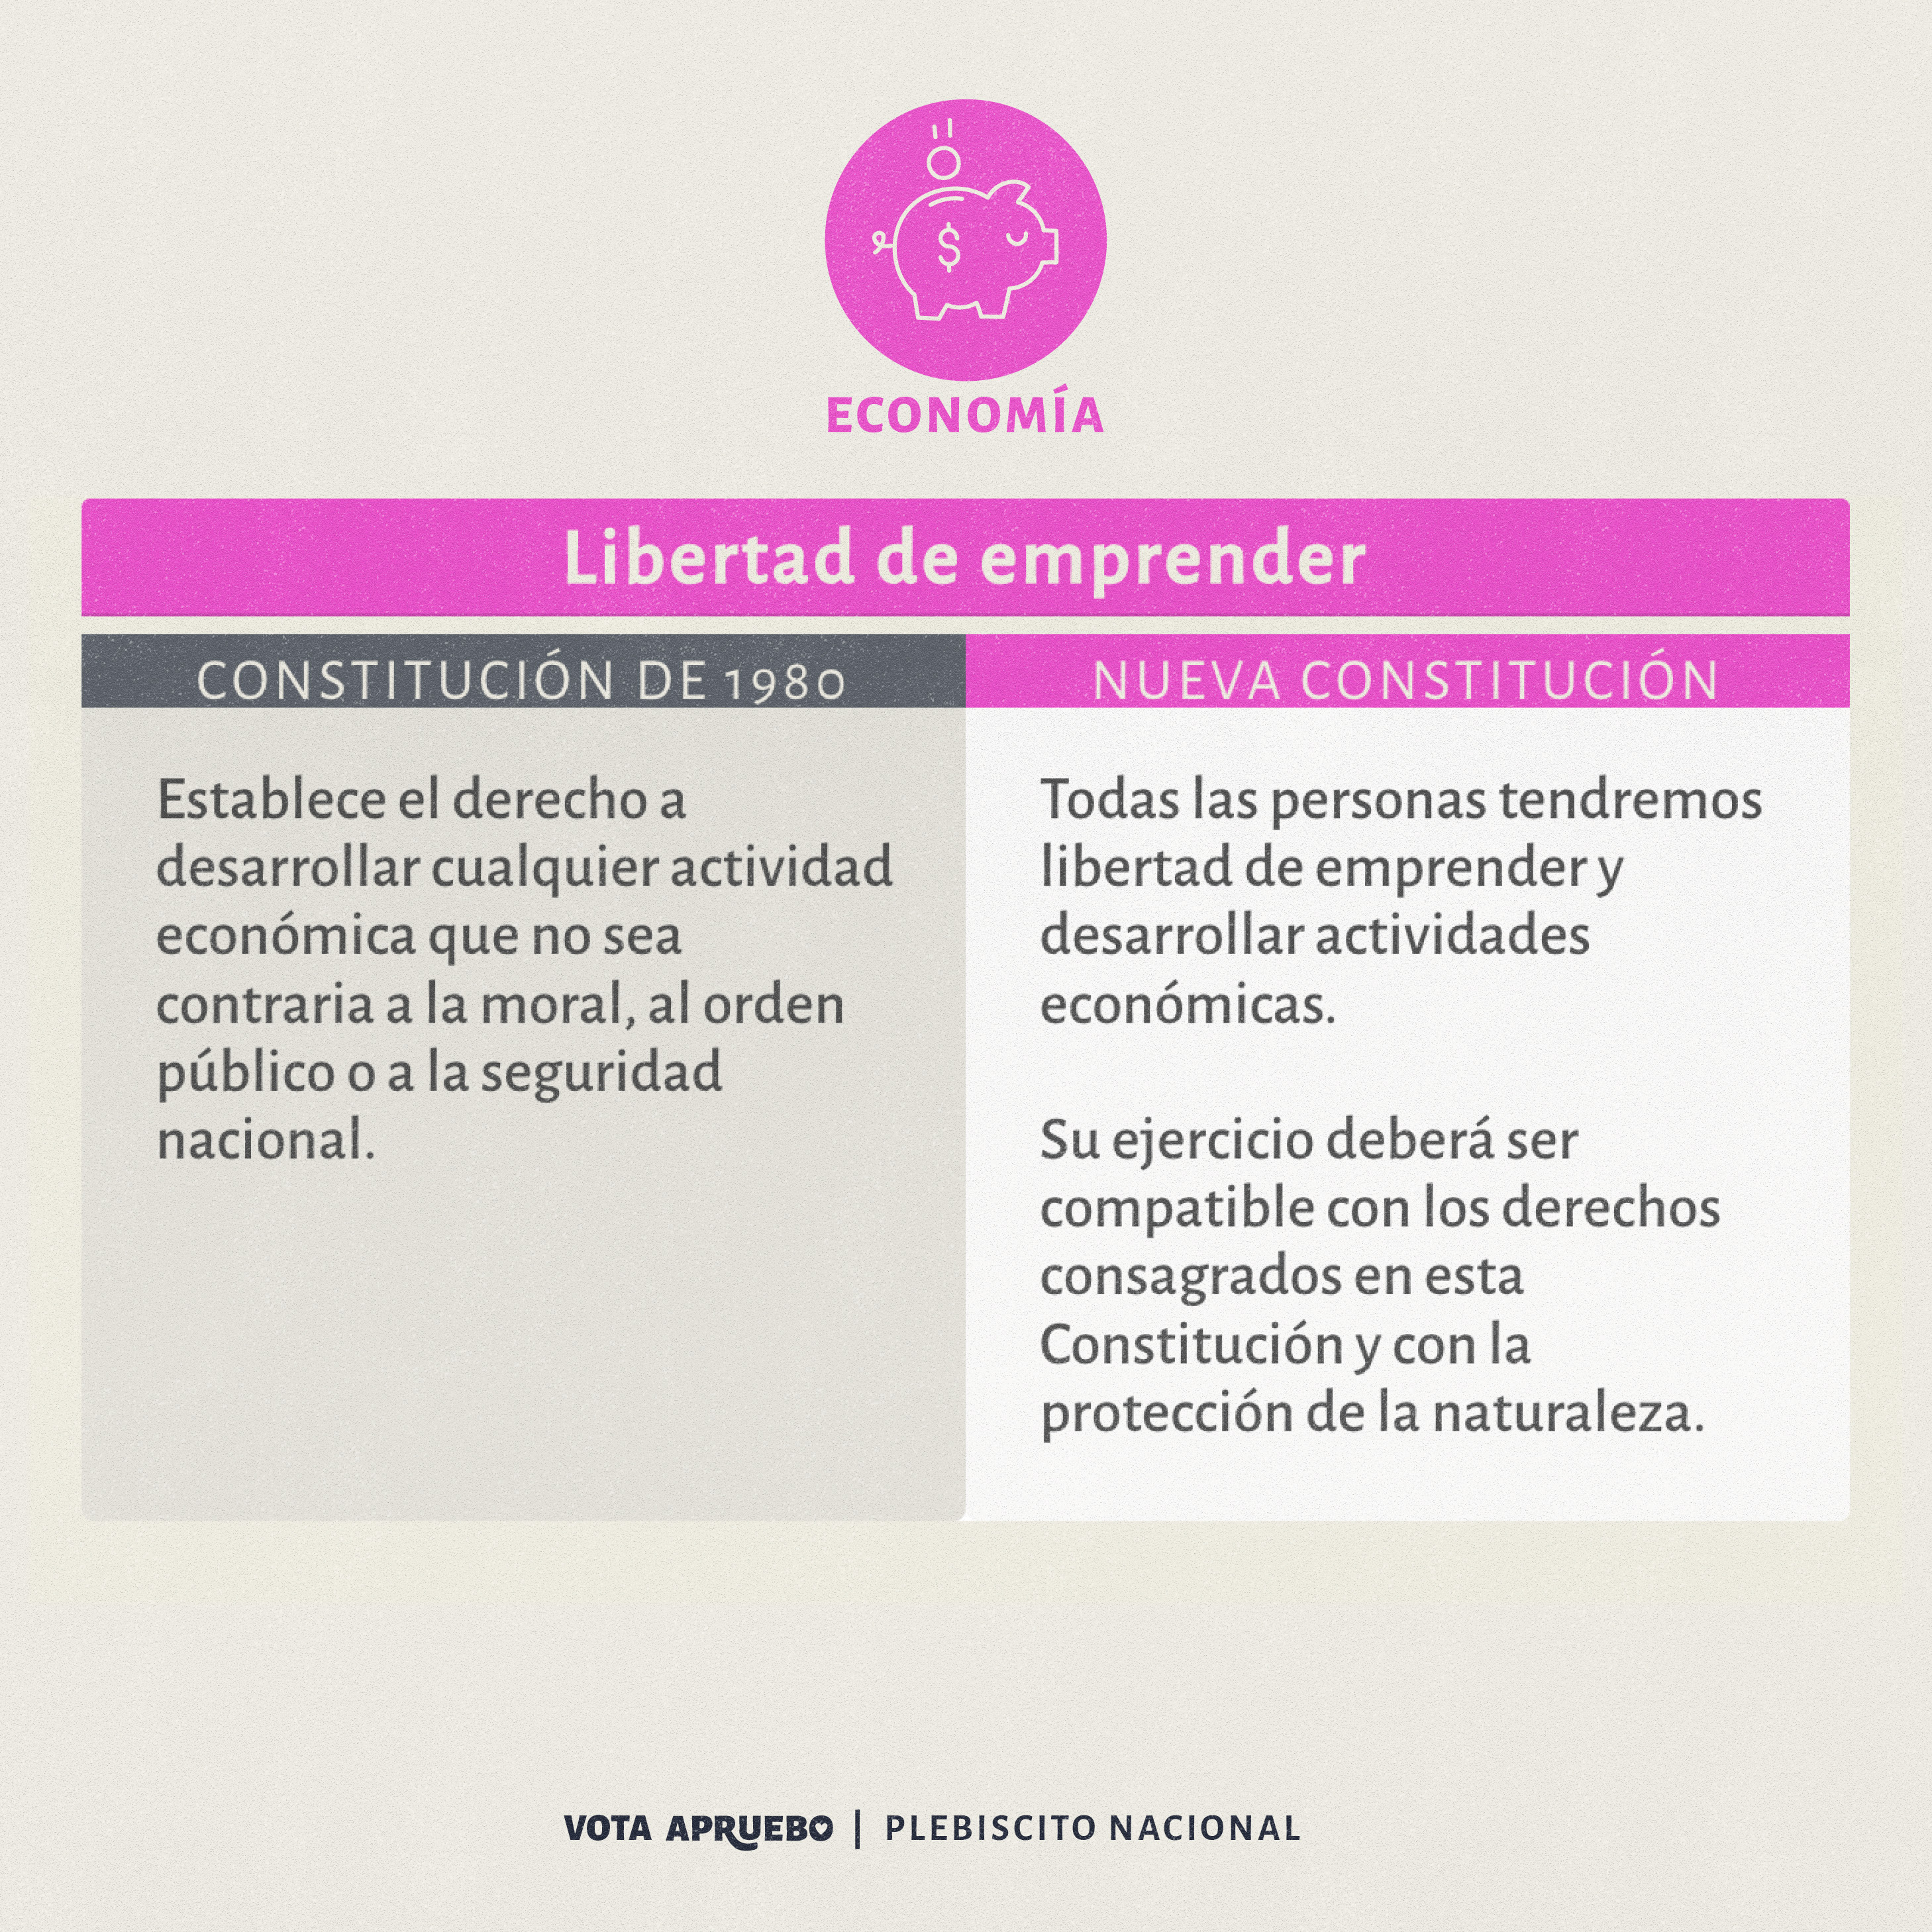 $
ECONOMÍA
Libertad de emprender
CONSTITUCIÓN DE 1980
Establece el derecho a
desarrollar cualquier actividad
económica que no sea
contraria a la moral, al orden
público o a la seguridad
nacional.
NUEVA CONSTITUCIÓN
Todas las personas tendremos
libertad de emprender y
desarrollar actividades
económicas.
Su ejercicio deberá ser
compatible con los derechos
consagrados en esta
Constitución y con la
protección de la naturaleza.
VOTA APRUEBO | PLEBISCITO NACIONAL